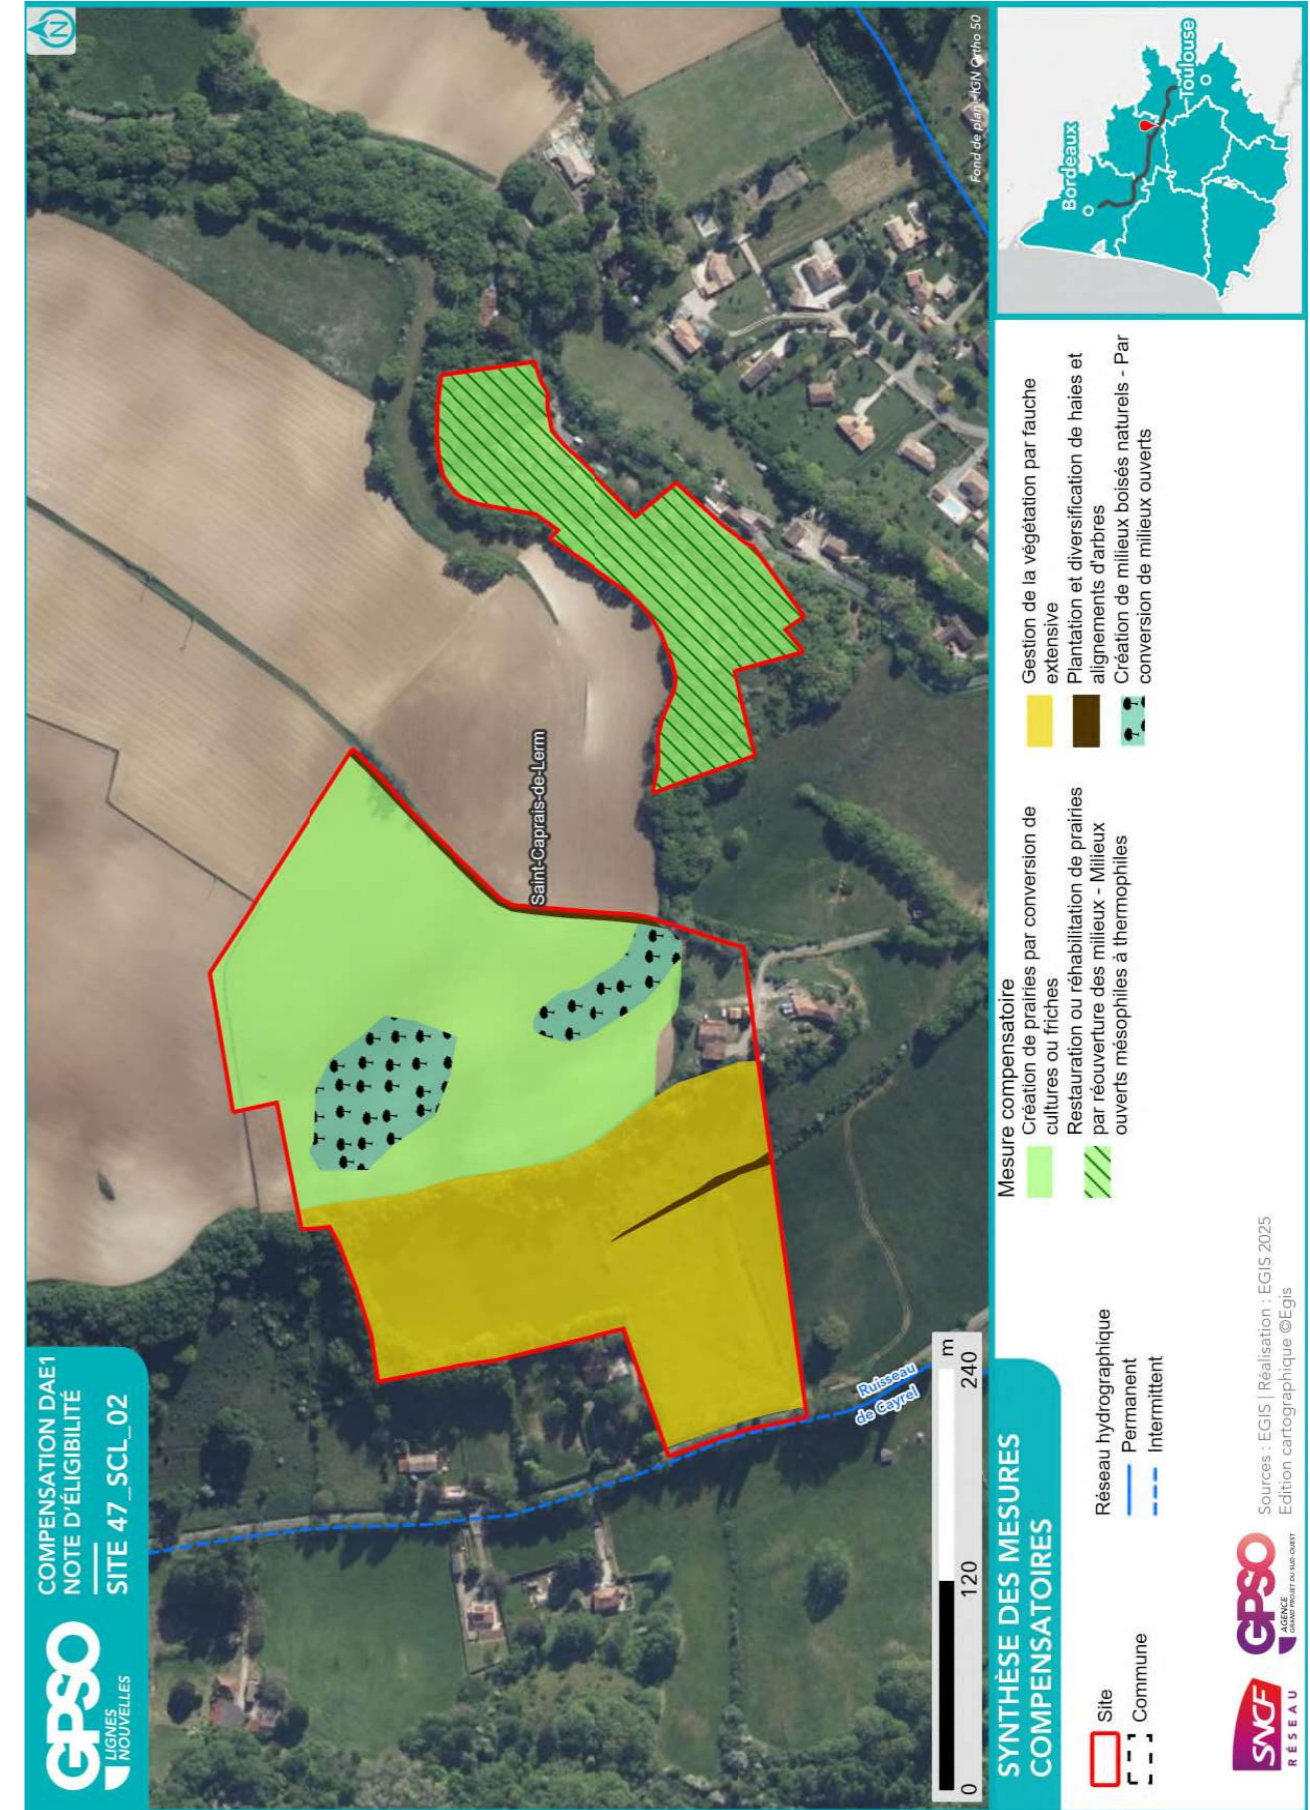 GPSO
LIGNES
NOUVELLES
COMPENSATION DAE1
NOTE D'ÉLIGIBILITÉ
SITE 47_SCL_02
N
Saint-Caprais-de-Lerm
Ruisseau
de Cayrel
Fond de plan : IGN Ortho 50
0
120
240
m
SYNTHÈSE DES MESURES
COMPENSATOIRES
Site
Commune
Réseau hydrographique
Permanent
Intermittent
Mesure compensatoire
Création de prairies par conversion de
cultures ou friches
Restauration ou réhabilitation de prairies
par réouverture des milieux - Milieux
ouverts mésophiles à thermophiles
Gestion de la végétation par fauche
extensive
Plantation et diversification de haies et
alignements d'arbres
Création de milieux boisés naturels - Par
conversion de milieux ouverts
Bordeaux
Toulouse
SNCF
RÉSEAU
GPSO
AGENCE
GRAND PROJET DU SUD-OUEST
Sources : EGIS | Réalisation : EGIS 2025
Edition cartographique ©Egis